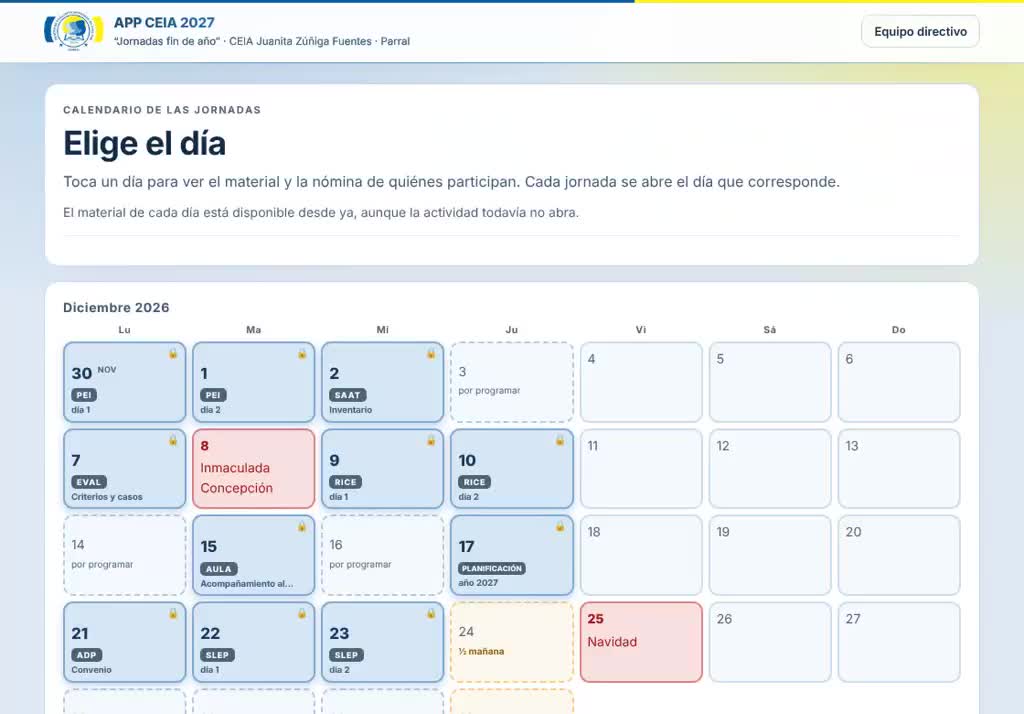 APP CEIA 2027
"Jornadas fin de año" · CEIA Juanita Zúñiga Fuentes · Parral
Equipo directivo
CALENDARIO DE LAS JORNADAS
Elige el día
Toca un día para ver el material y la nómina de quiénes participan. Cada jornada se abre el día que corresponde.
El material de cada día está disponible desde ya, aunque la actividad todavía no abra.
Diciembre 2026
Lu Ma Mi Ju Vi Sá Do
30 NOV
PEI
día 1
1
PEI
día 2
2
SAAT
Inventario
3
por programar
4
5
6
7
EVAL
Criterios y casos
8
Inmaculada
Concepción
9
RICE
día 1
10
RICE
día 2
11
12
13
14
por programar
15
AULA
Acompañamiento al...
16
por programar
17
PLANIFICACIÓN
año 2027
18
19
20
21
ADP
Convenio
22
SLEP
día 1
23
SLEP
día 2
24
½ mañana
25
Navidad
26
27